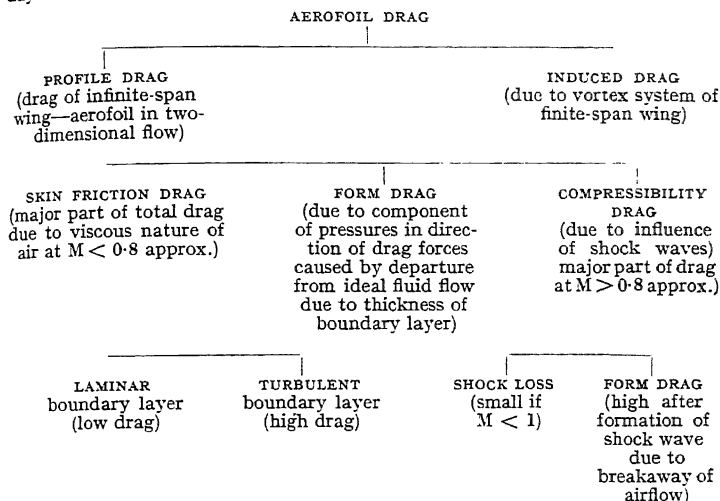 AEROFOIL DRAG
PROFILE DRAG
(drag of infinite-span
wing—aerofoil in two-
dimensional flow)
INDUCED DRAG
(due to vortex system of
finite-span wing)
SKIN FRICTION DRAG
(major part of total drag
due to viscous nature of
air at M < 0·8 approx.)
FORM DRAG
(due to component
of pressures in direc-
tion of drag forces
caused by departure
from ideal fluid flow
due to thickness of
boundary layer)
COMPRESSIBILITY
DRAG
(due to influence
of shock waves)
major part of drag
at M > 0·8 approx.)
LAMINAR
boundary layer
(low drag)
TURBULENT
boundary layer
(high drag)
SHOCK LOSS
(small if
M < 1)
FORM DRAG
(high after
formation of
shock wave
due to
breakaway of
airflow)